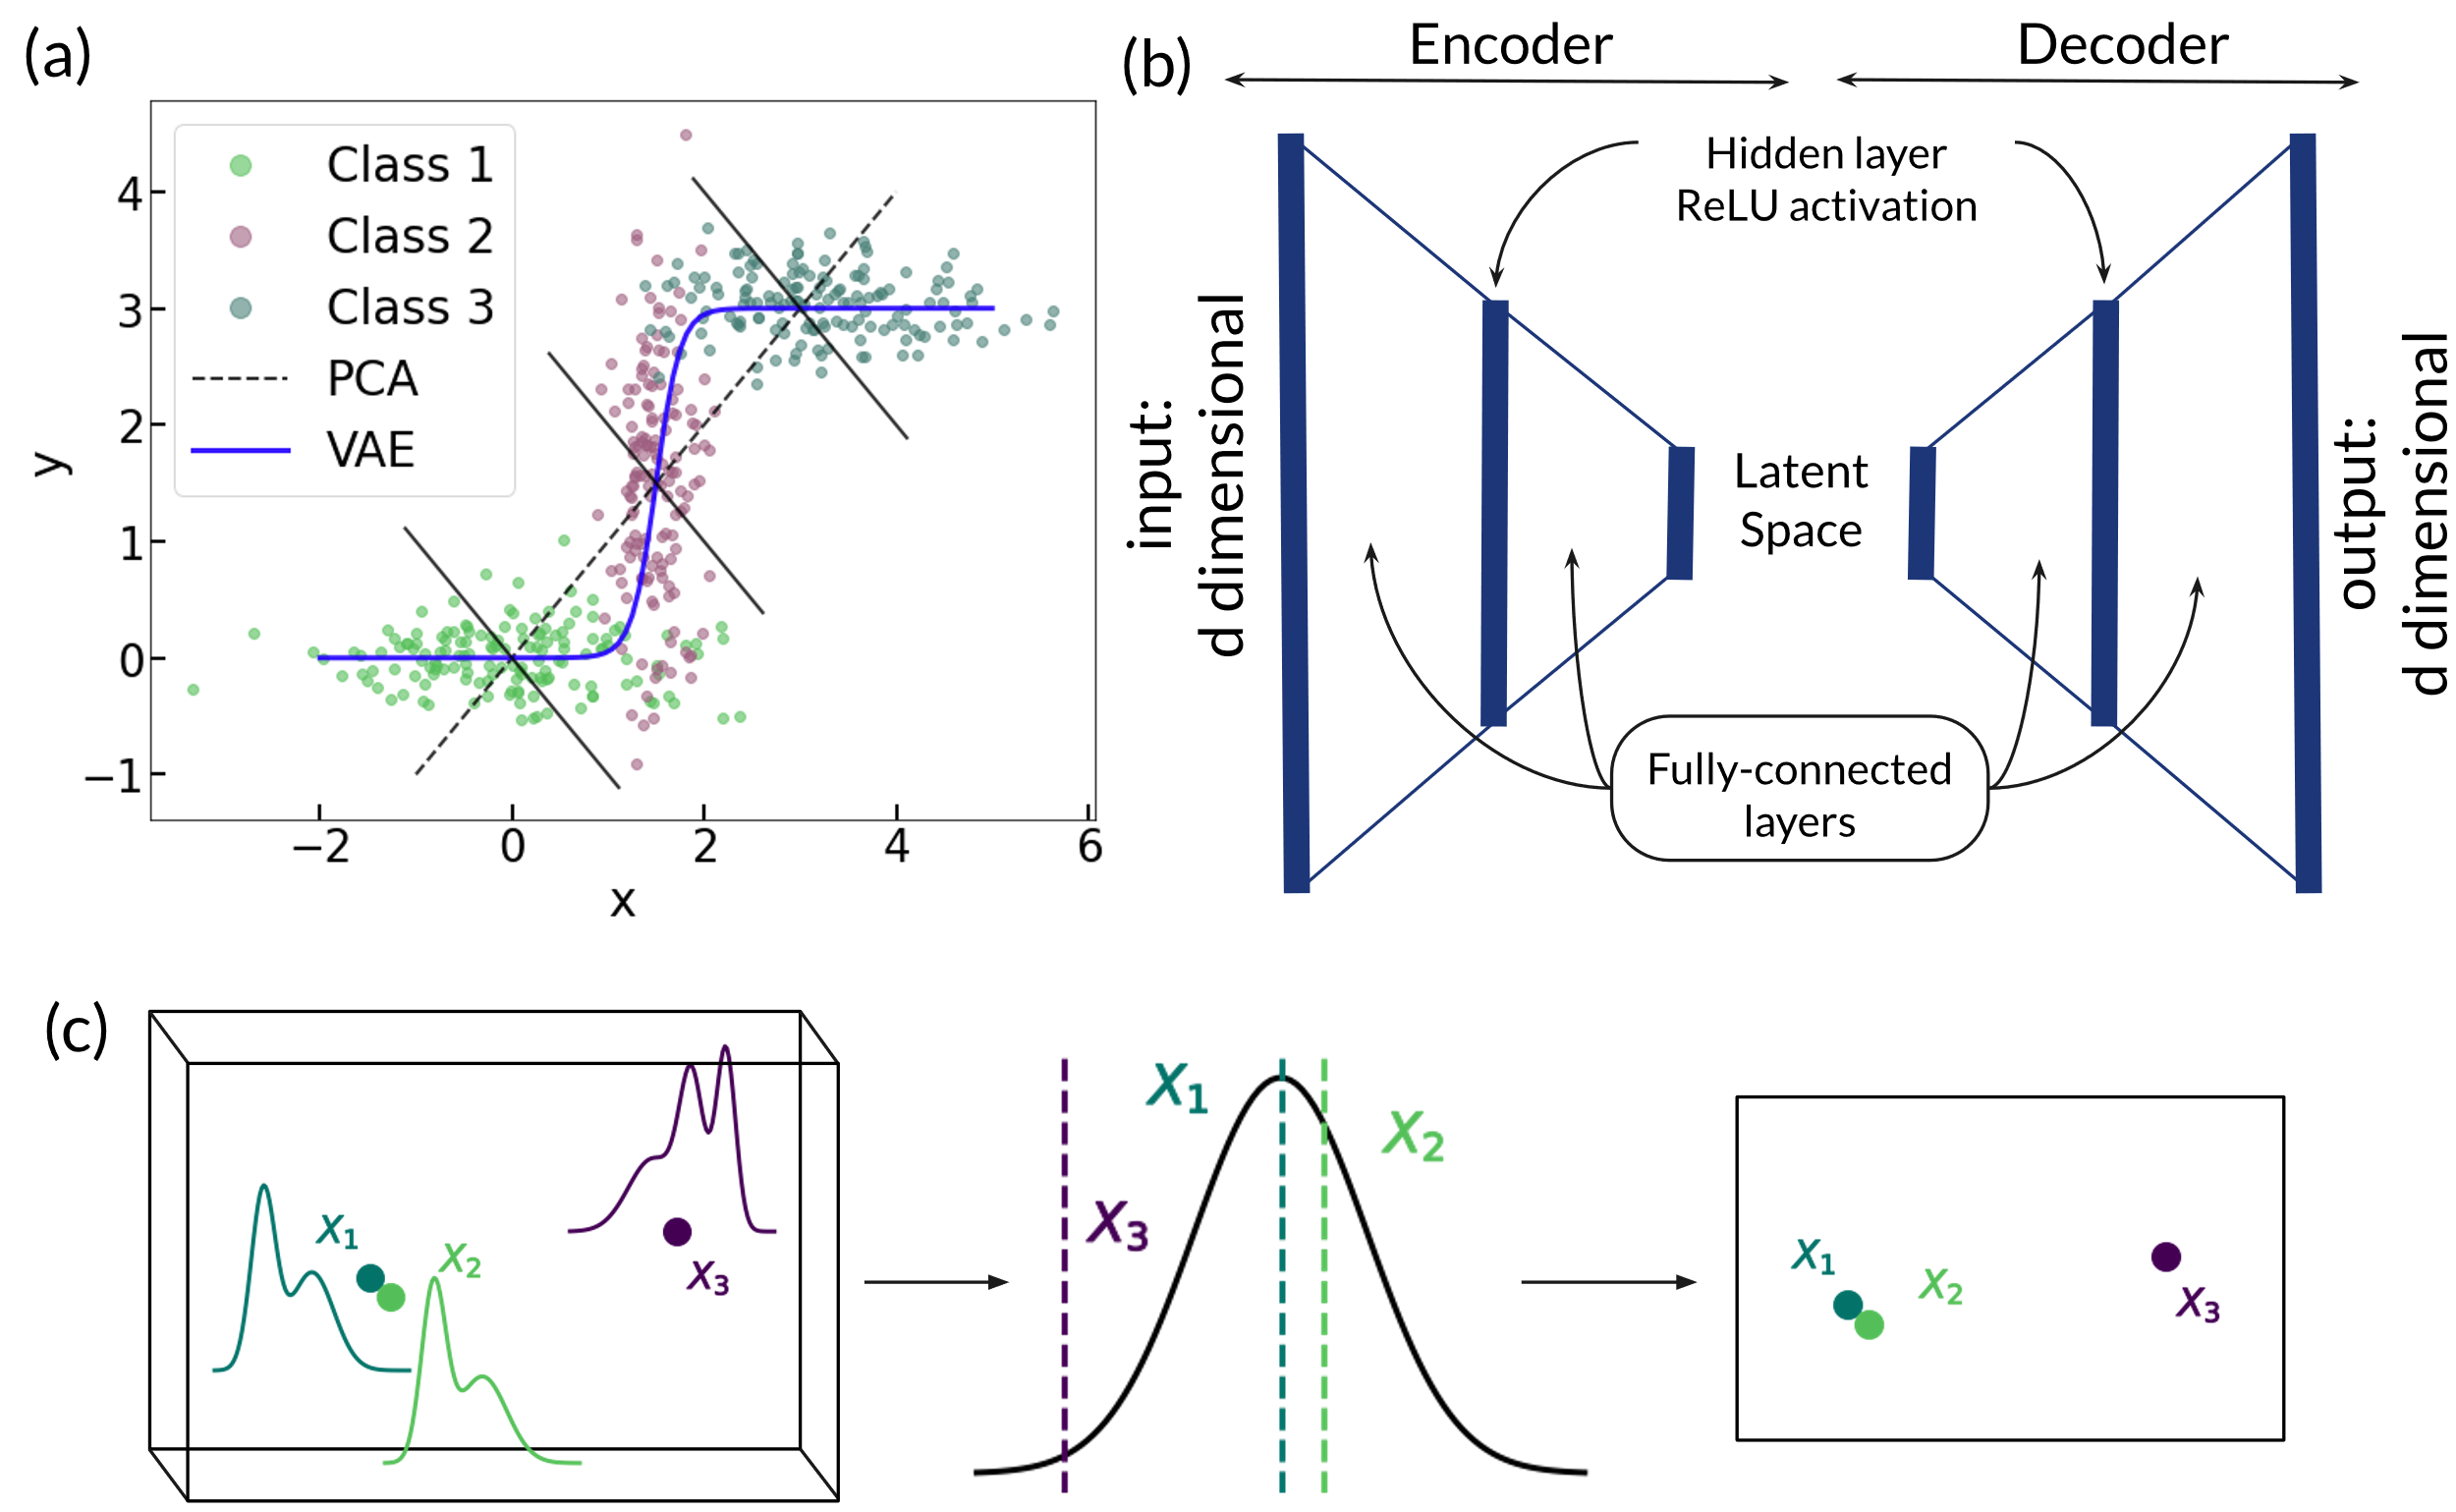 (a)
Class 1
Class 2
Class 3
PCA
VAE
4
3
2
1
0
−1
y
−2
0
2
4
6
x
(b)
Encoder
Decoder
Hidden layer
ReLU activation
input:
d dimensional
Latent
Space
output:
d dimensional
Fully-connected
layers
(c)
x₁
x₂
x₃
x₁
x₂
x₃
x₁
x₂
x₃